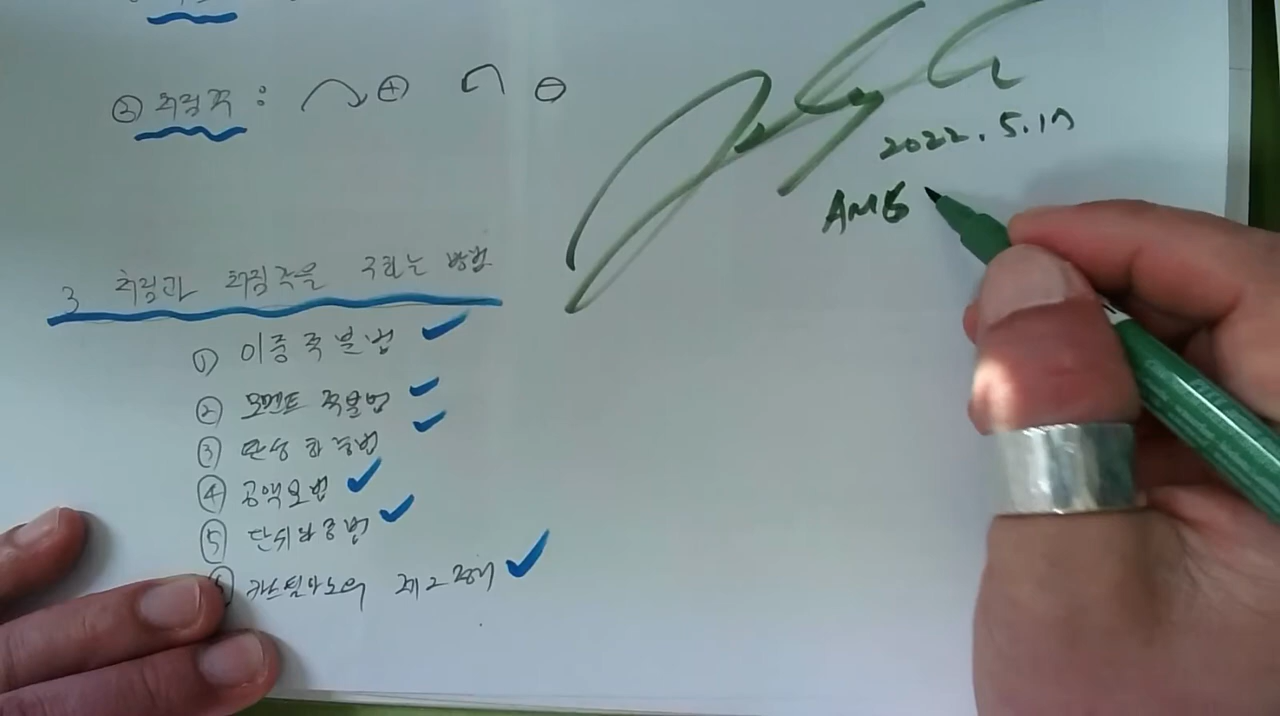 ② 처짐각 :  ⊕  ⊖
2022. 5. 17
AM 6
3 처짐과 처짐각을 구하는 방법
① 이중적분법
② 모멘트 면적법
③ 탄성하중법
④ 공액보법
⑤ 단위하중법
⑥ 카스틸리아노의 제2정리